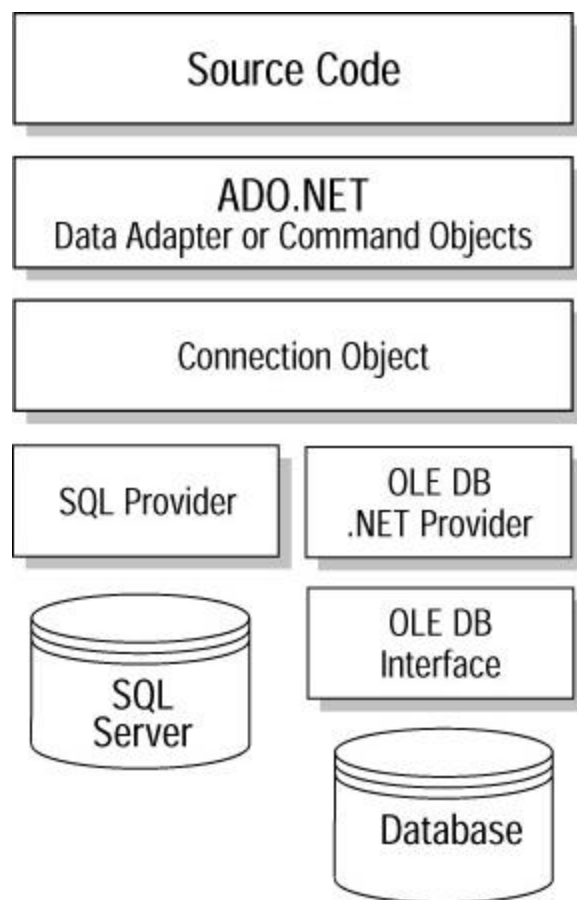 Source Code
ADO.NET
Data Adapter or Command Objects
Connection Object
SQL Provider
OLE DB
.NET Provider
OLE DB
Interface
SQL
Server
Database